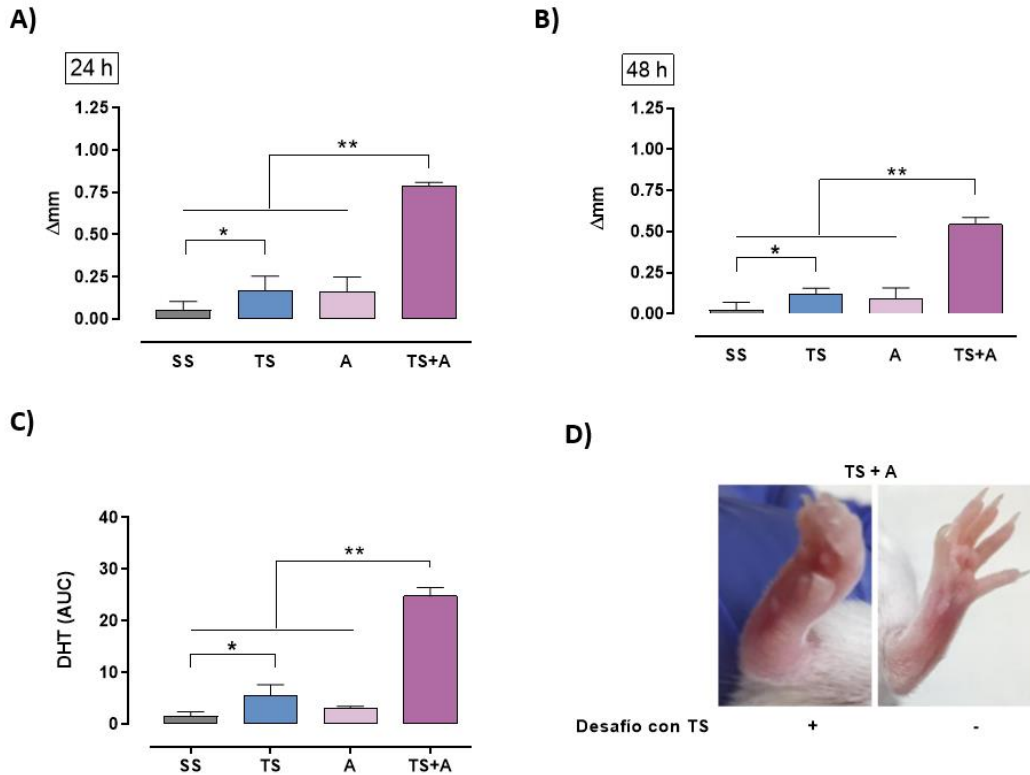 A)
24 h
1.25
1.00
0.75
0.50
0.25
0.00
Δmm
*
**
SS TS A TS+A
B)
48 h
1.25
1.00
0.75
0.50
0.25
0.00
Δmm
*
**
SS TS A TS+A
C)
40
30
20
10
0
DHT (AUC)
*
**
SS TS A TS+A
D)
TS + A
Desafío con TS + -